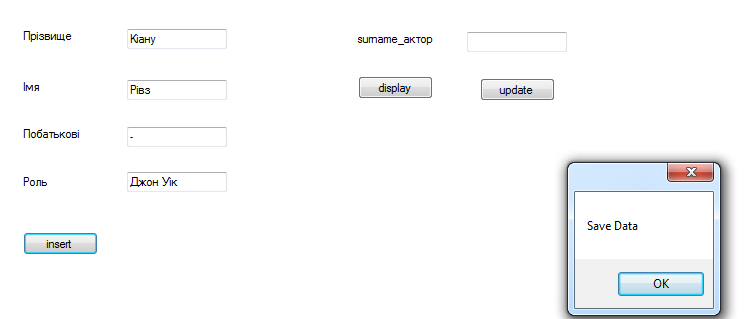 Прізвище
Кіану
surname_актор
Імя
Рівз
display
update
Побатькові
-
Роль
Джон Уік
insert
Save Data
OK